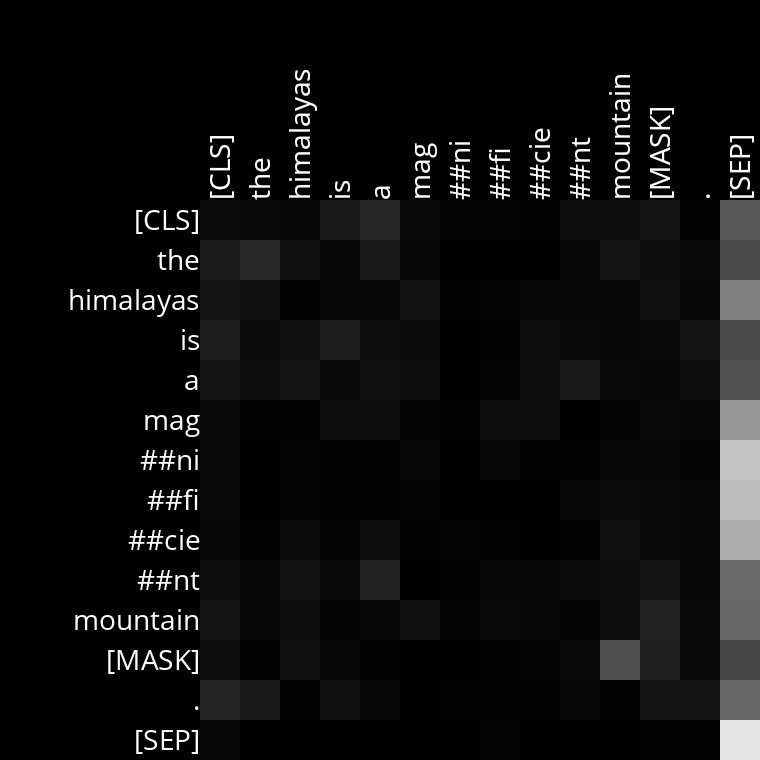 [CLS]
the
himalayas
is
a
mag
##ni
##fi
##cie
##nt
mountain
[MASK]
.
[SEP]
[CLS]
the
himalayas
is
a
mag
##ni
##fi
##cie
##nt
mountain
[MASK]
.
[SEP]